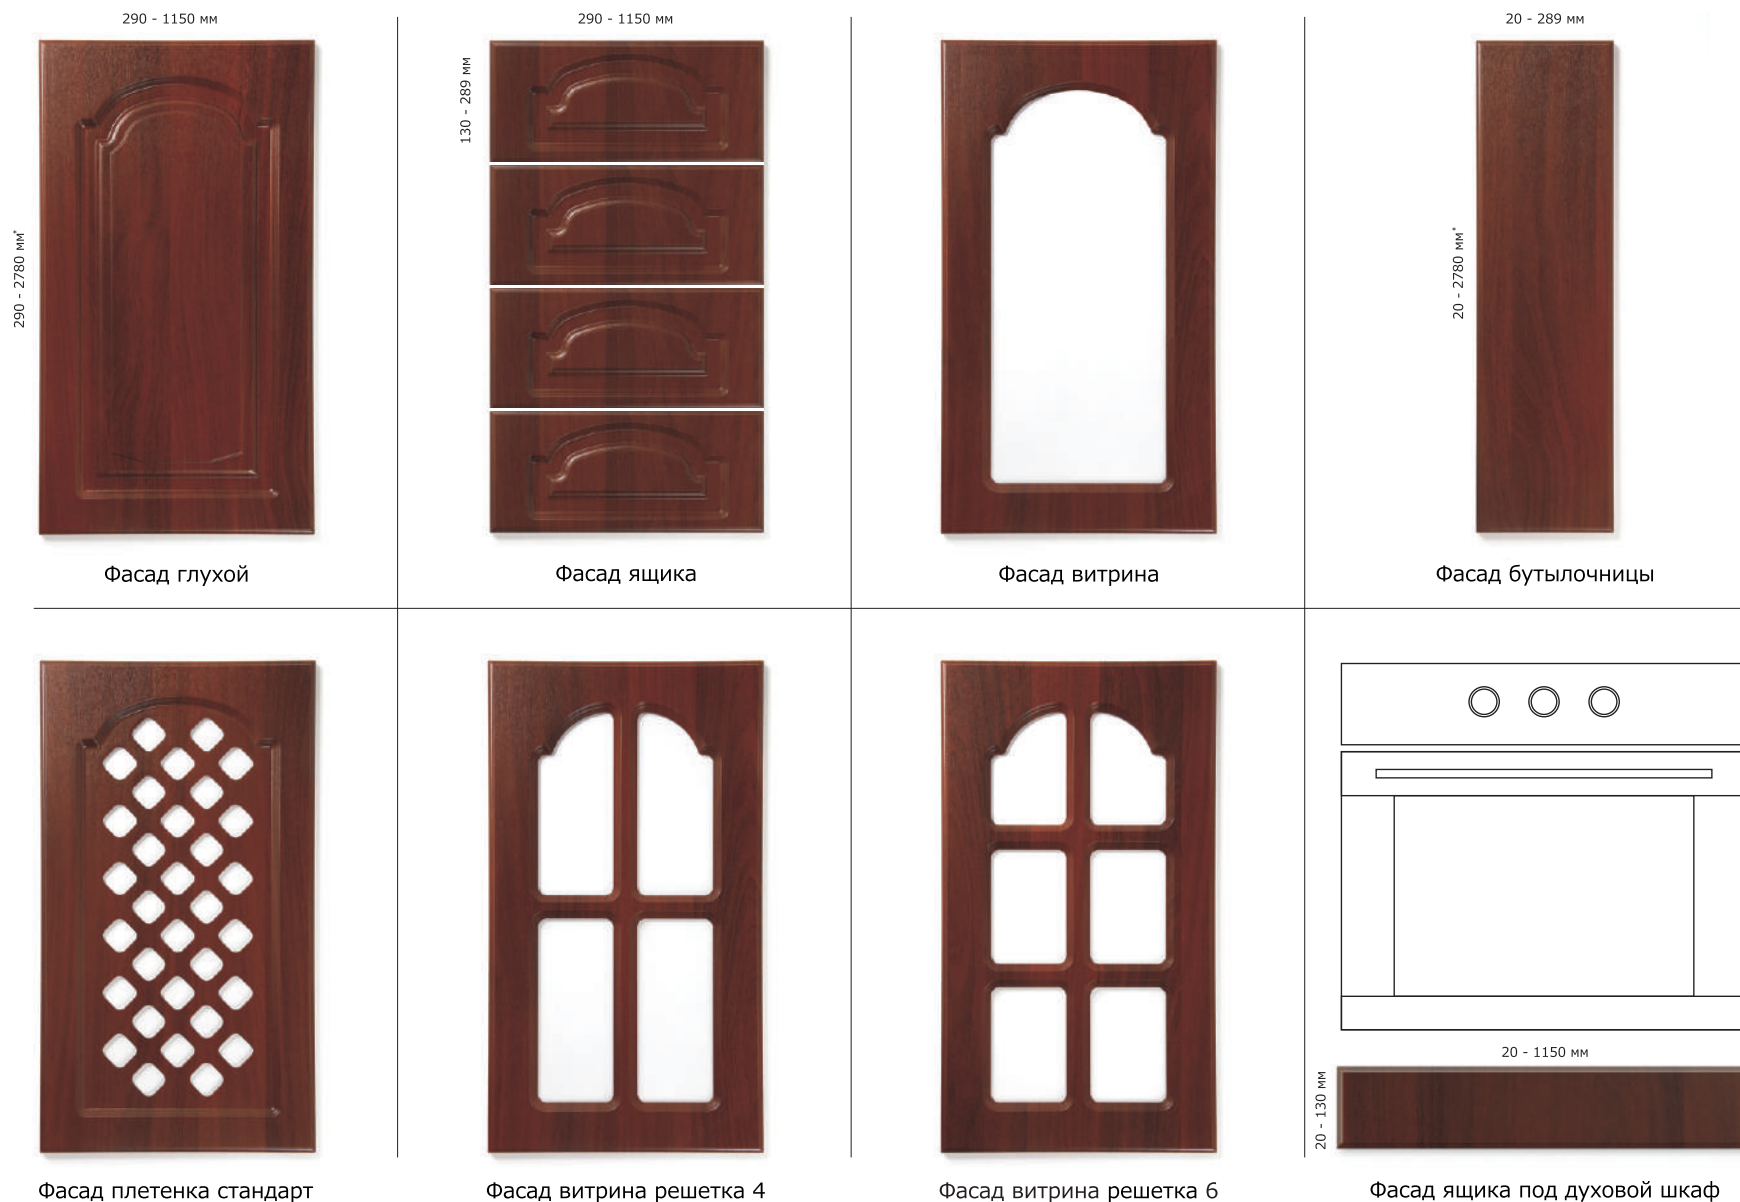 290 - 1150 мм
290 - 1150 мм
20 - 289 мм
290 - 2780 мм*
130 - 289 мм
20 - 2780 мм*
Фасад глухой
Фасад ящика
Фасад витрина
Фасад бутылочницы
20 - 1150 мм
20 - 130 мм
Фасад плетенка стандарт
Фасад витрина решетка 4
Фасад витрина решетка 6
Фасад ящика под духовой шкаф